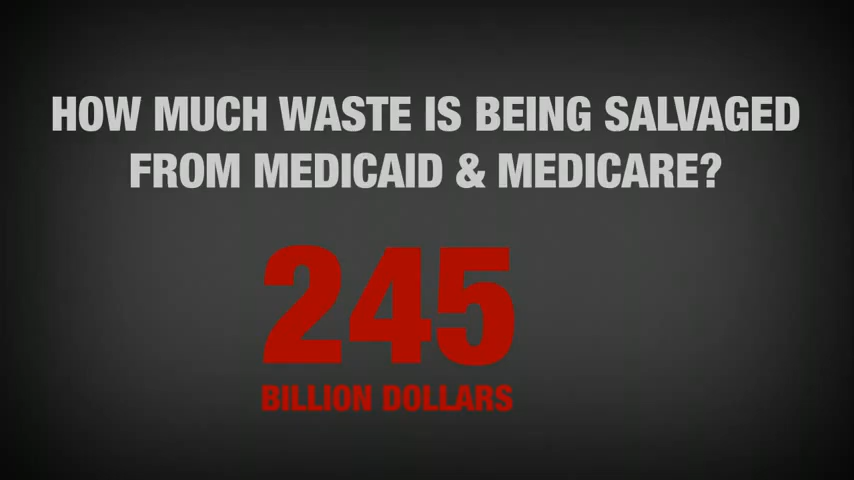 HOW MUCH WASTE IS BEING SALVAGED
FROM MEDICAID & MEDICARE?
245
BILLION DOLLARS